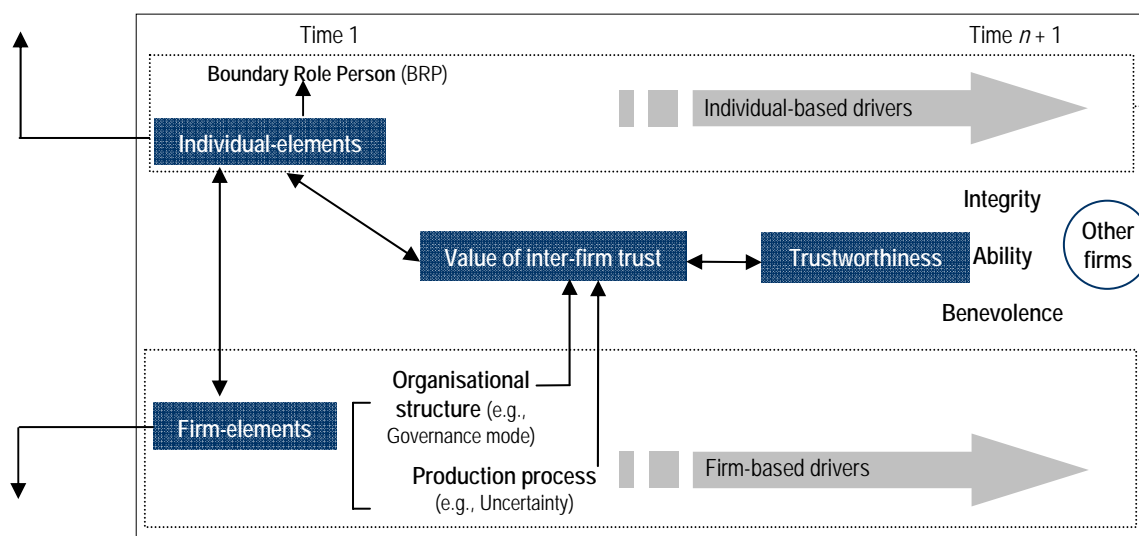 Time 1
Time n + 1
Boundary Role Person (BRP)
Individual-based drivers
Individual-elements
Integrity
Other
firms
Value of inter-firm trust
Trustworthiness
Ability
Benevolence
Organisational
structure (e.g.,
Governance mode)
Firm-elements
Production process
(e.g., Uncertainty)
Firm-based drivers